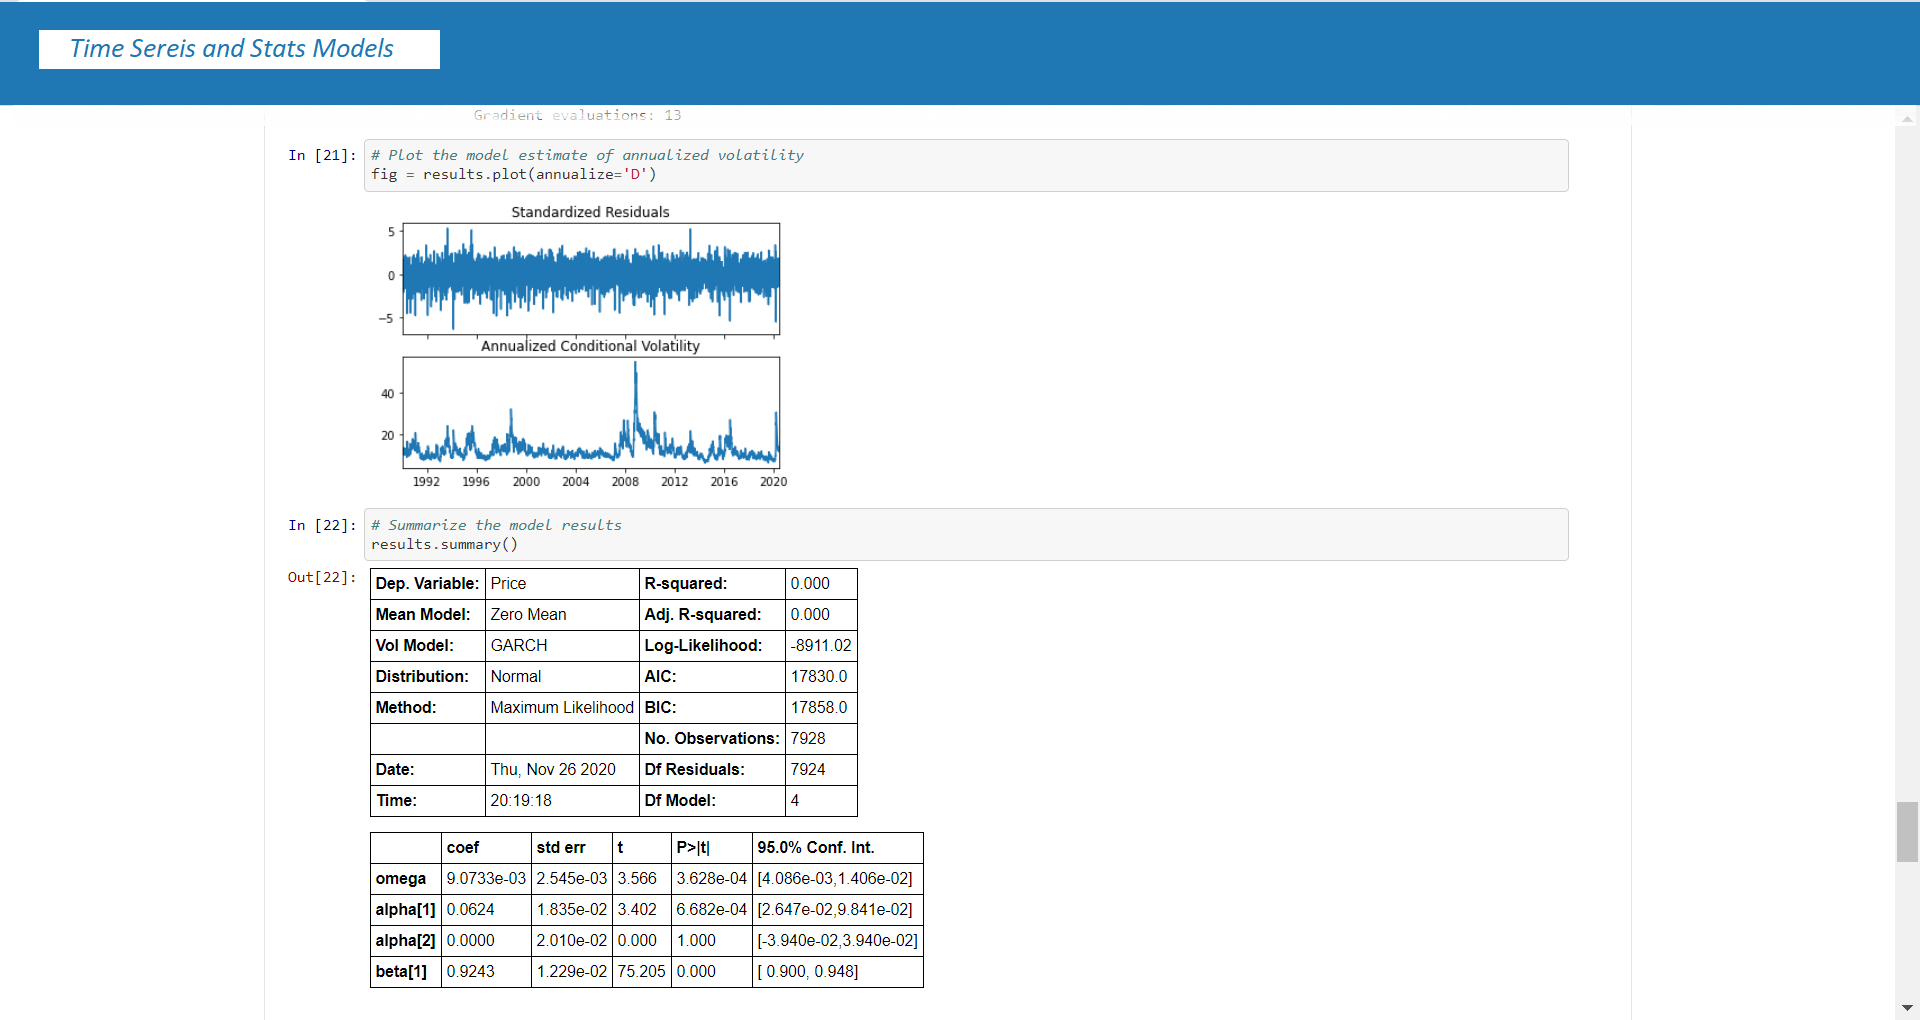 Time Sereis and Stats Models
Gradient evaluations: 13
In [21]: # Plot the model estimate of annualized volatility
fig = results.plot(annualize='D')
Standardized Residuals
5
0
−5
Annualized Conditional Volatility
40
20
1992 1996 2000 2004 2008 2012 2016 2020
In [22]: # Summarize the model results
results.summary()
Out[22]:
Dep. Variable: Price R-squared: 0.000
Mean Model: Zero Mean Adj. R-squared: 0.000
Vol Model: GARCH Log-Likelihood: -8911.02
Distribution: Normal AIC: 17830.0
Method: Maximum Likelihood BIC: 17858.0
No. Observations: 7928
Date: Thu, Nov 26 2020 Df Residuals: 7924
Time: 20:19:18 Df Model: 4
coef std err t P>|t| 95.0% Conf. Int.
omega 9.0733e-03 2.545e-03 3.566 3.628e-04 [4.086e-03,1.406e-02]
alpha[1] 0.0624 1.835e-02 3.402 6.682e-04 [2.647e-02,9.841e-02]
alpha[2] 0.0000 2.010e-02 0.000 1.000 [-3.940e-02,3.940e-02]
beta[1] 0.9243 1.229e-02 75.205 0.000 [ 0.900, 0.948]